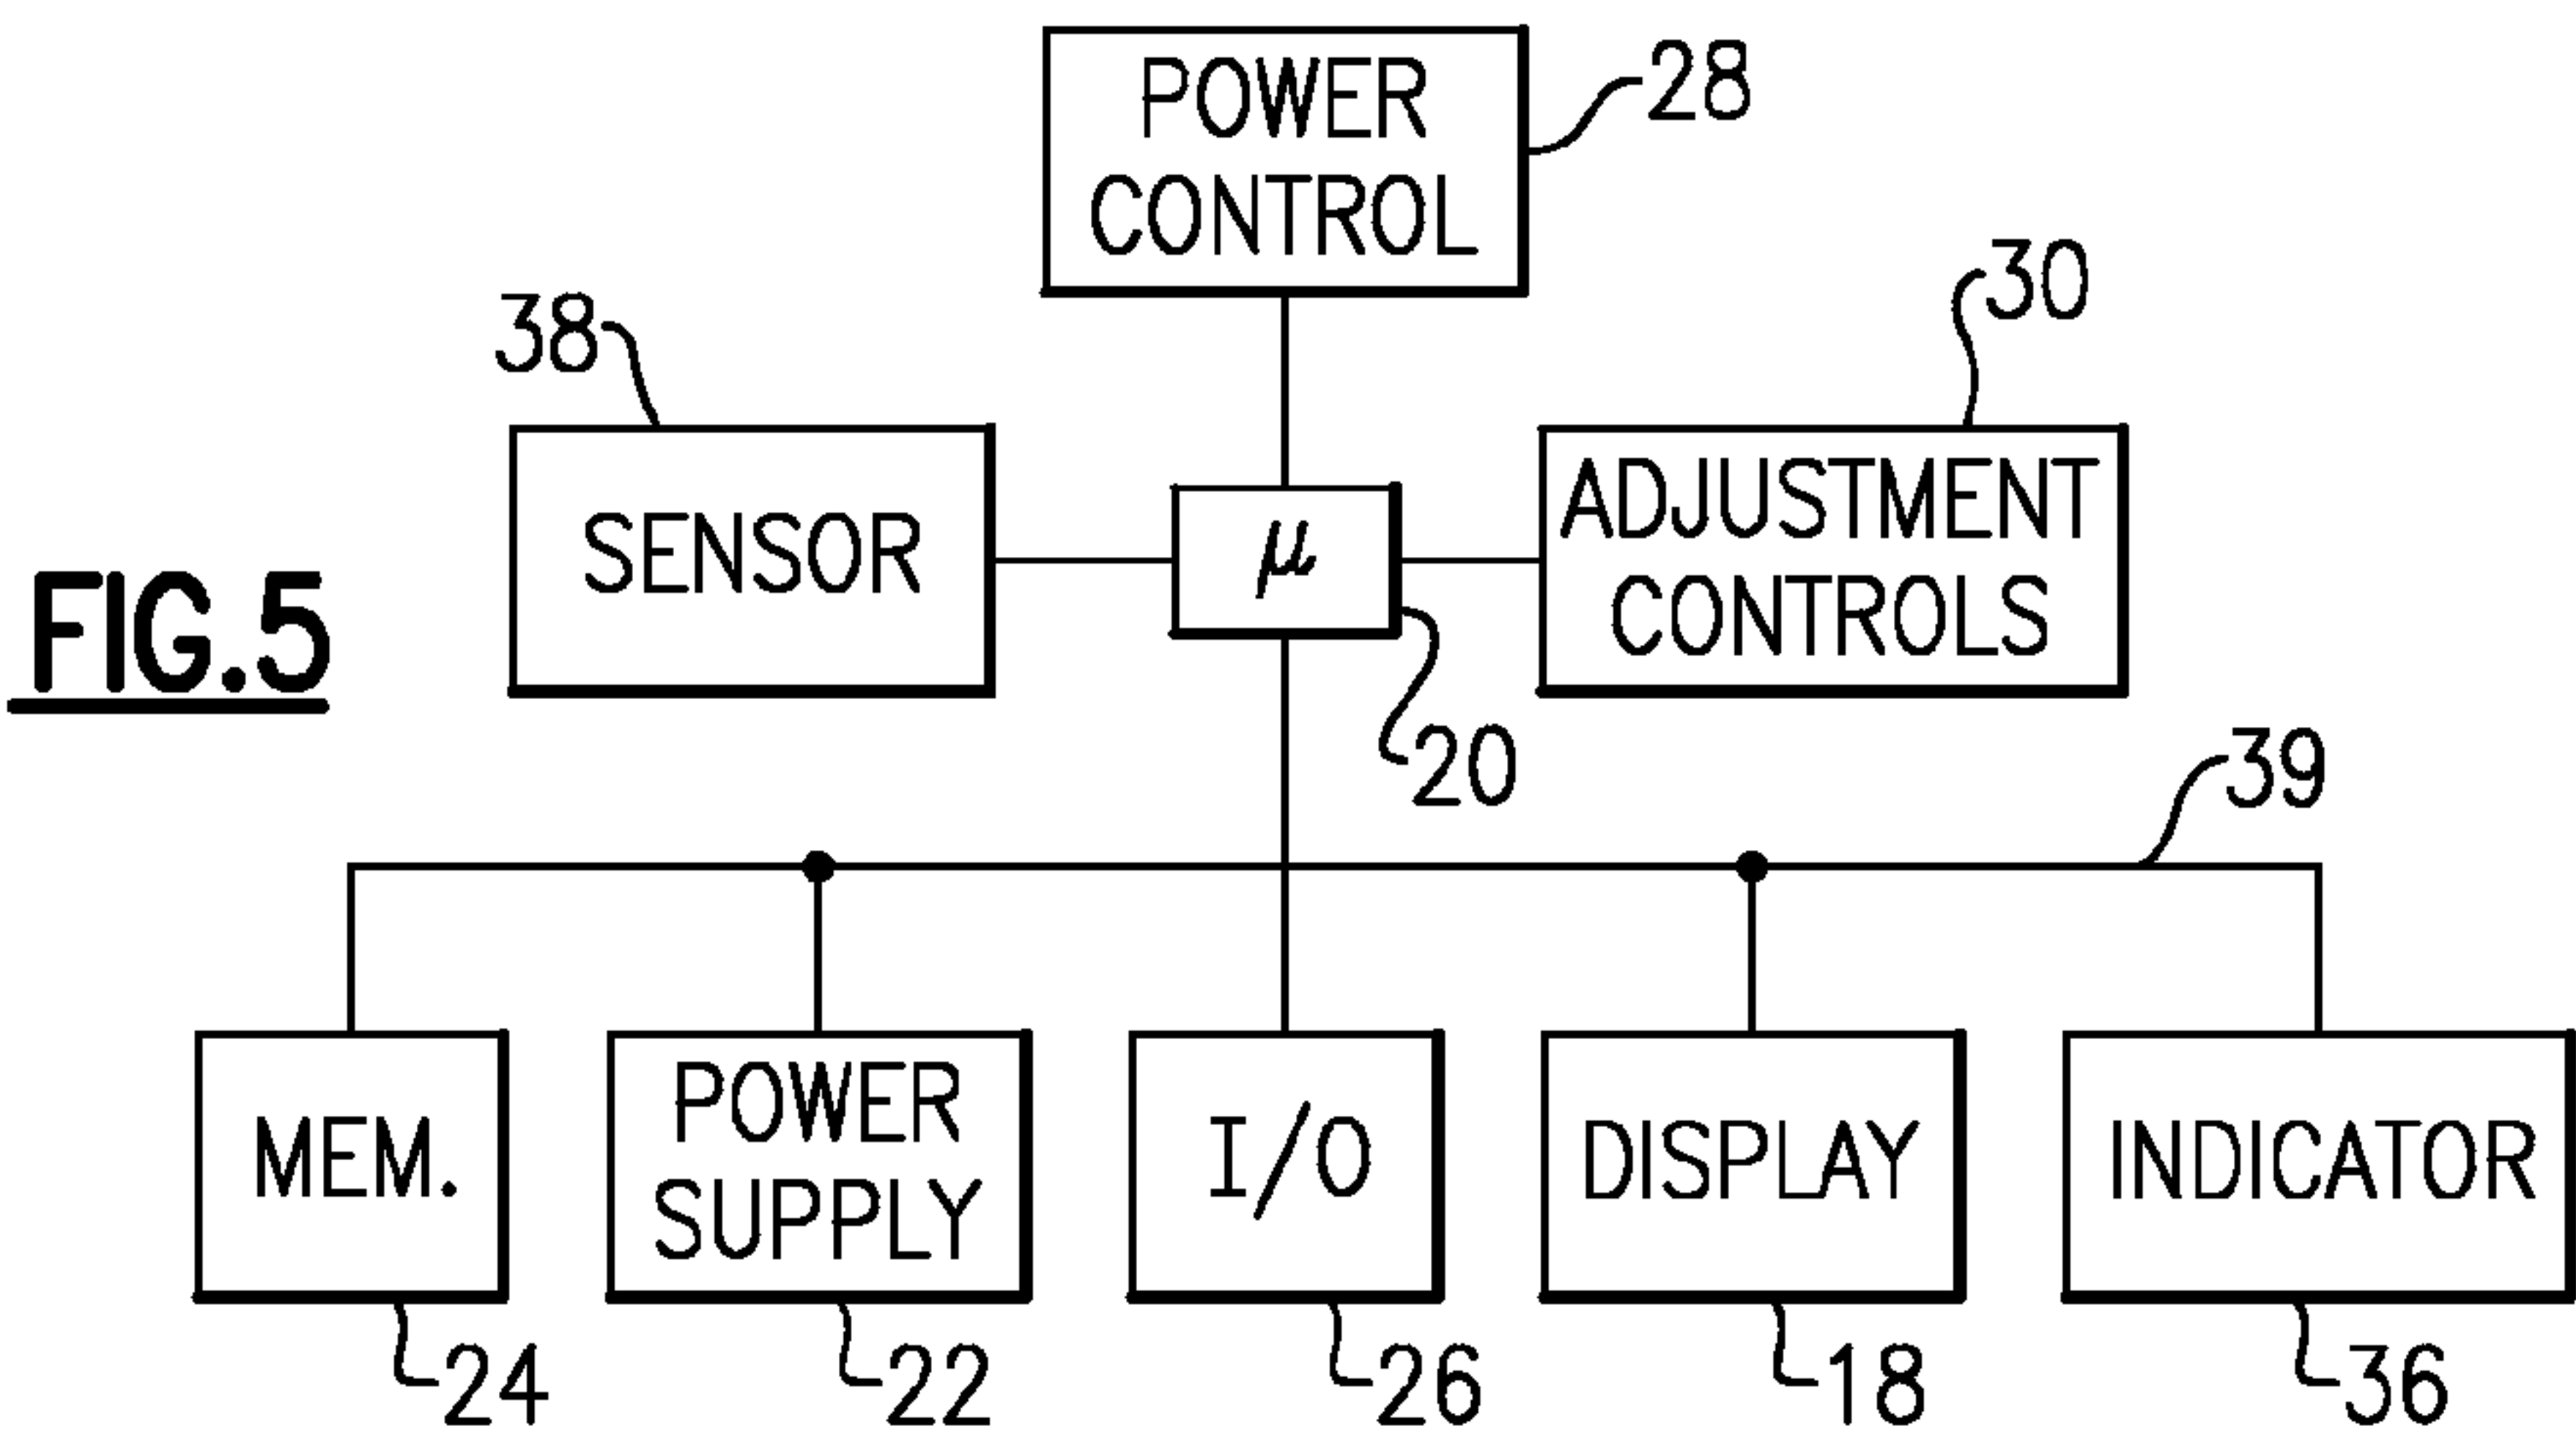 POWER
CONTROL
28
38
30
SENSOR
μ
ADJUSTMENT
CONTROLS
FIG.5
20
39
MEM.
POWER
SUPPLY
I/O
DISPLAY
INDICATOR
24
22
26
18
36